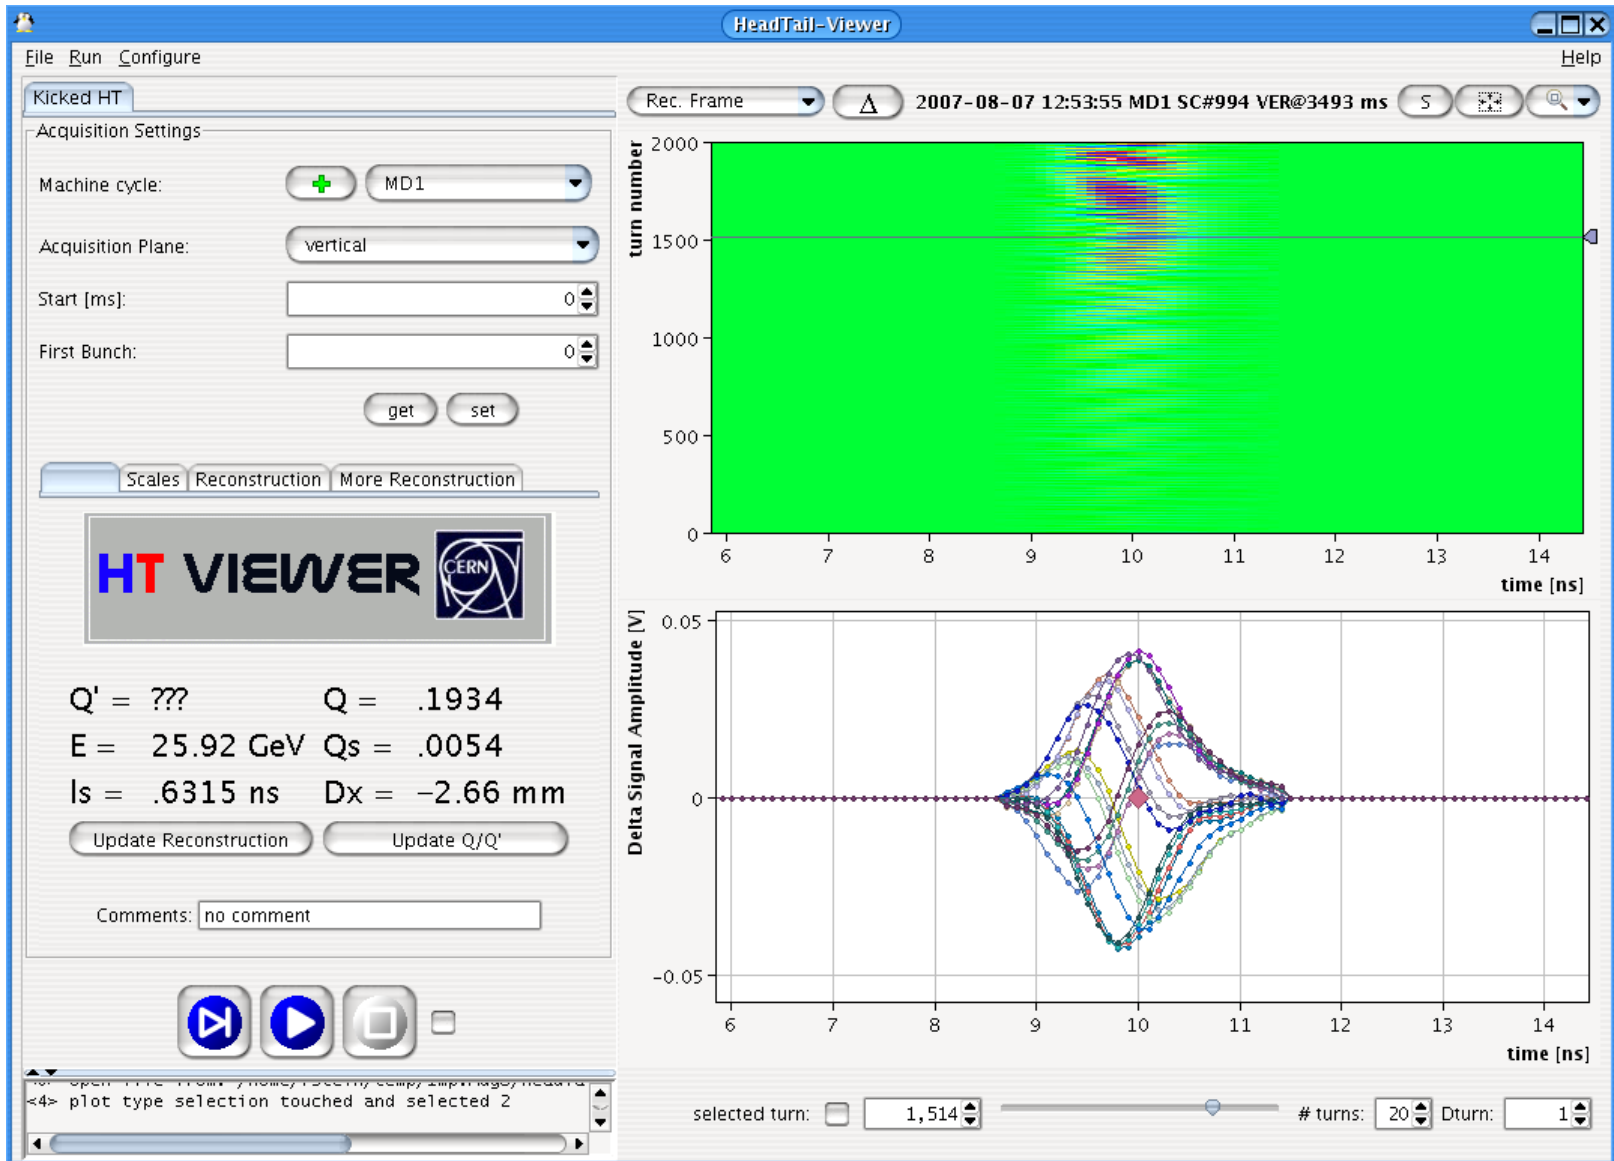 HeadTail-Viewer
File Run Configure Help
Kicked HT
Rec. Frame Δ 2007-08-07 12:53:55 MD1 SC#994 VER@3493 ms S
Acquisition Settings
Machine cycle: MD1
Acquisition Plane: vertical
Start [ms]: 0
First Bunch: 0
get set
Scales Reconstruction More Reconstruction
HT VIEWER CERN
Q' = ??? Q = .1934
E = 25.92 GeV Qs = .0054
ls = .6315 ns Dx = −2.66 mm
Update Reconstruction Update Q/Q'
Comments: no comment
<4> plot type selection touched and selected 2
turn number
2000
1500
1000
500
0
6 7 8 9 10 11 12 13 14
time [ns]
Delta Signal Amplitude [V]
0.05
0
−0.05
6 7 8 9 10 11 12 13 14
time [ns]
selected turn: 1,514 # turns: 20 Dturn: 1